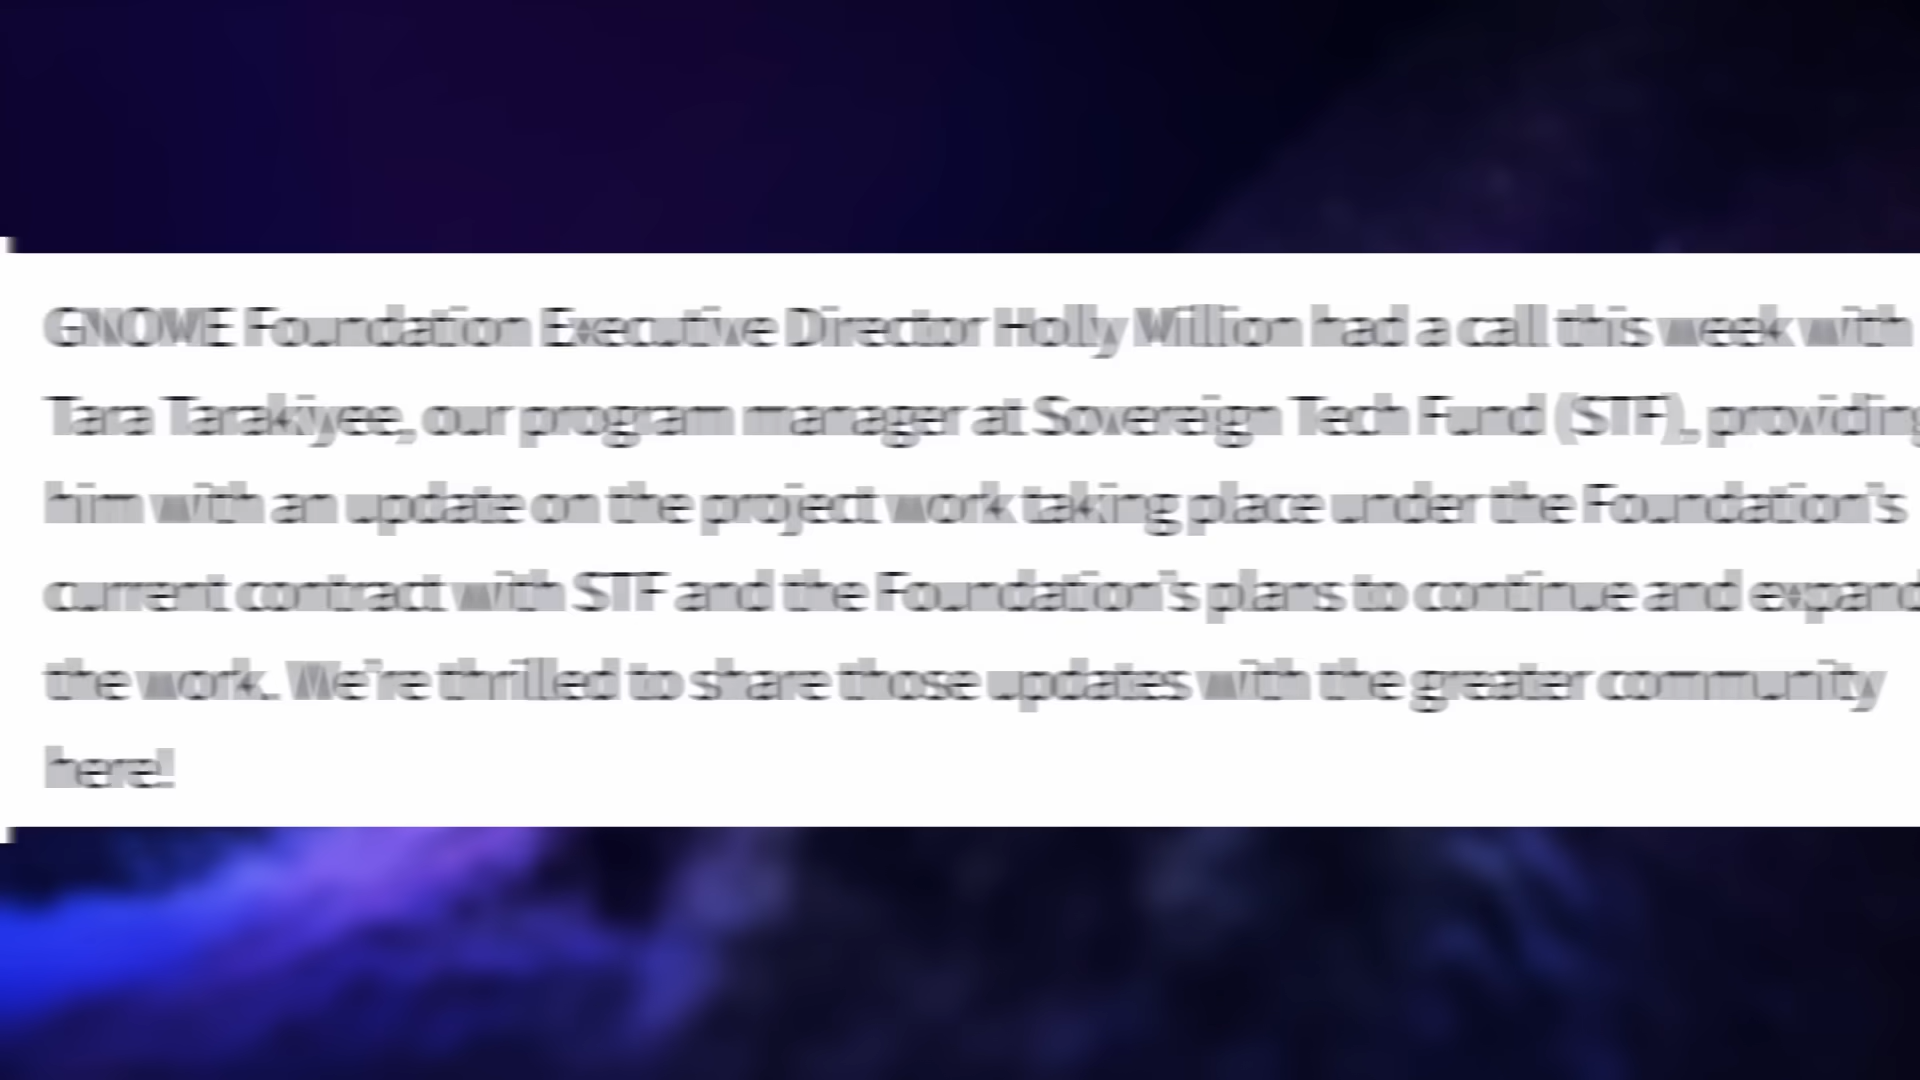 GNOME Foundation Executive Director Holly Million had a call this week with
Tara Tarakiyee, our program manager at Sovereign Tech Fund (STF), providing
him with an update on the project work taking place under the Foundation's
current contract with STF and the Foundation's plans to continue and expand
the work. We're thrilled to share those updates with the greater community
here!